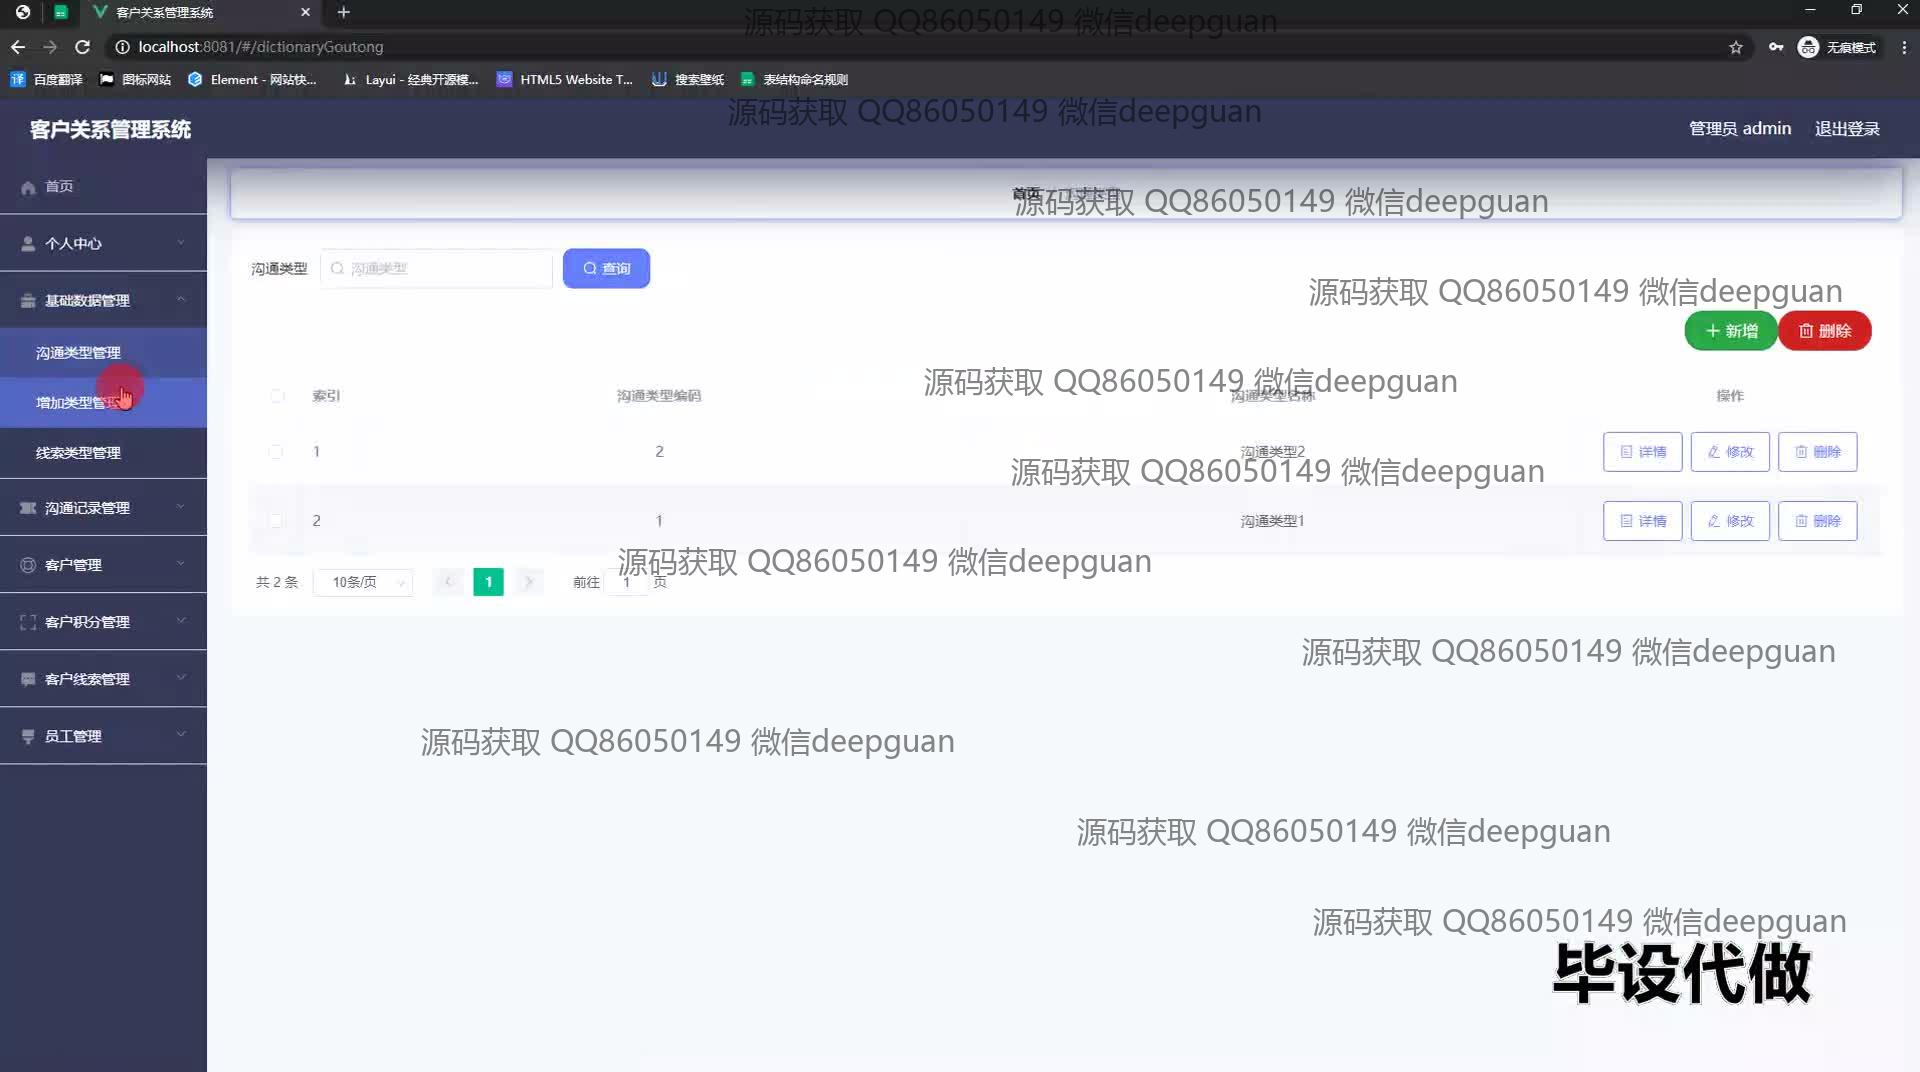 客户关系管理系统
源码获取 QQ86050149 微信deepguan
localhost:8081/#/dictionaryGoutong
无痕模式
百度翻译 图标网站 Element - 网站快... Layui - 经典开源模... HTML5 Website T... 搜索壁纸 表结构命名规则
源码获取 QQ86050149 微信deepguan
客户关系管理系统
管理员 admin 退出登录
首页
首页
源码获取 QQ86050149 微信deepguan
个人中心
沟通类型 沟通类型 查询
源码获取 QQ86050149 微信deepguan
基础数据管理
新增 删除
沟通类型管理
源码获取 QQ86050149 微信deepguan
索引 沟通类型编码 沟通类型名称 操作
增加类型管
线索类型管理
1 2 沟通类型2 详情 修改 删除
源码获取 QQ86050149 微信deepguan
沟通记录管理
2 1 沟通类型1 详情 修改 删除
源码获取 QQ86050149 微信deepguan
客户管理
共 2 条 10条/页 1 前往 1 页
客户积分管理
源码获取 QQ86050149 微信deepguan
客户线索管理
员工管理
源码获取 QQ86050149 微信deepguan
源码获取 QQ86050149 微信deepguan
源码获取 QQ86050149 微信deepguan
毕设代做